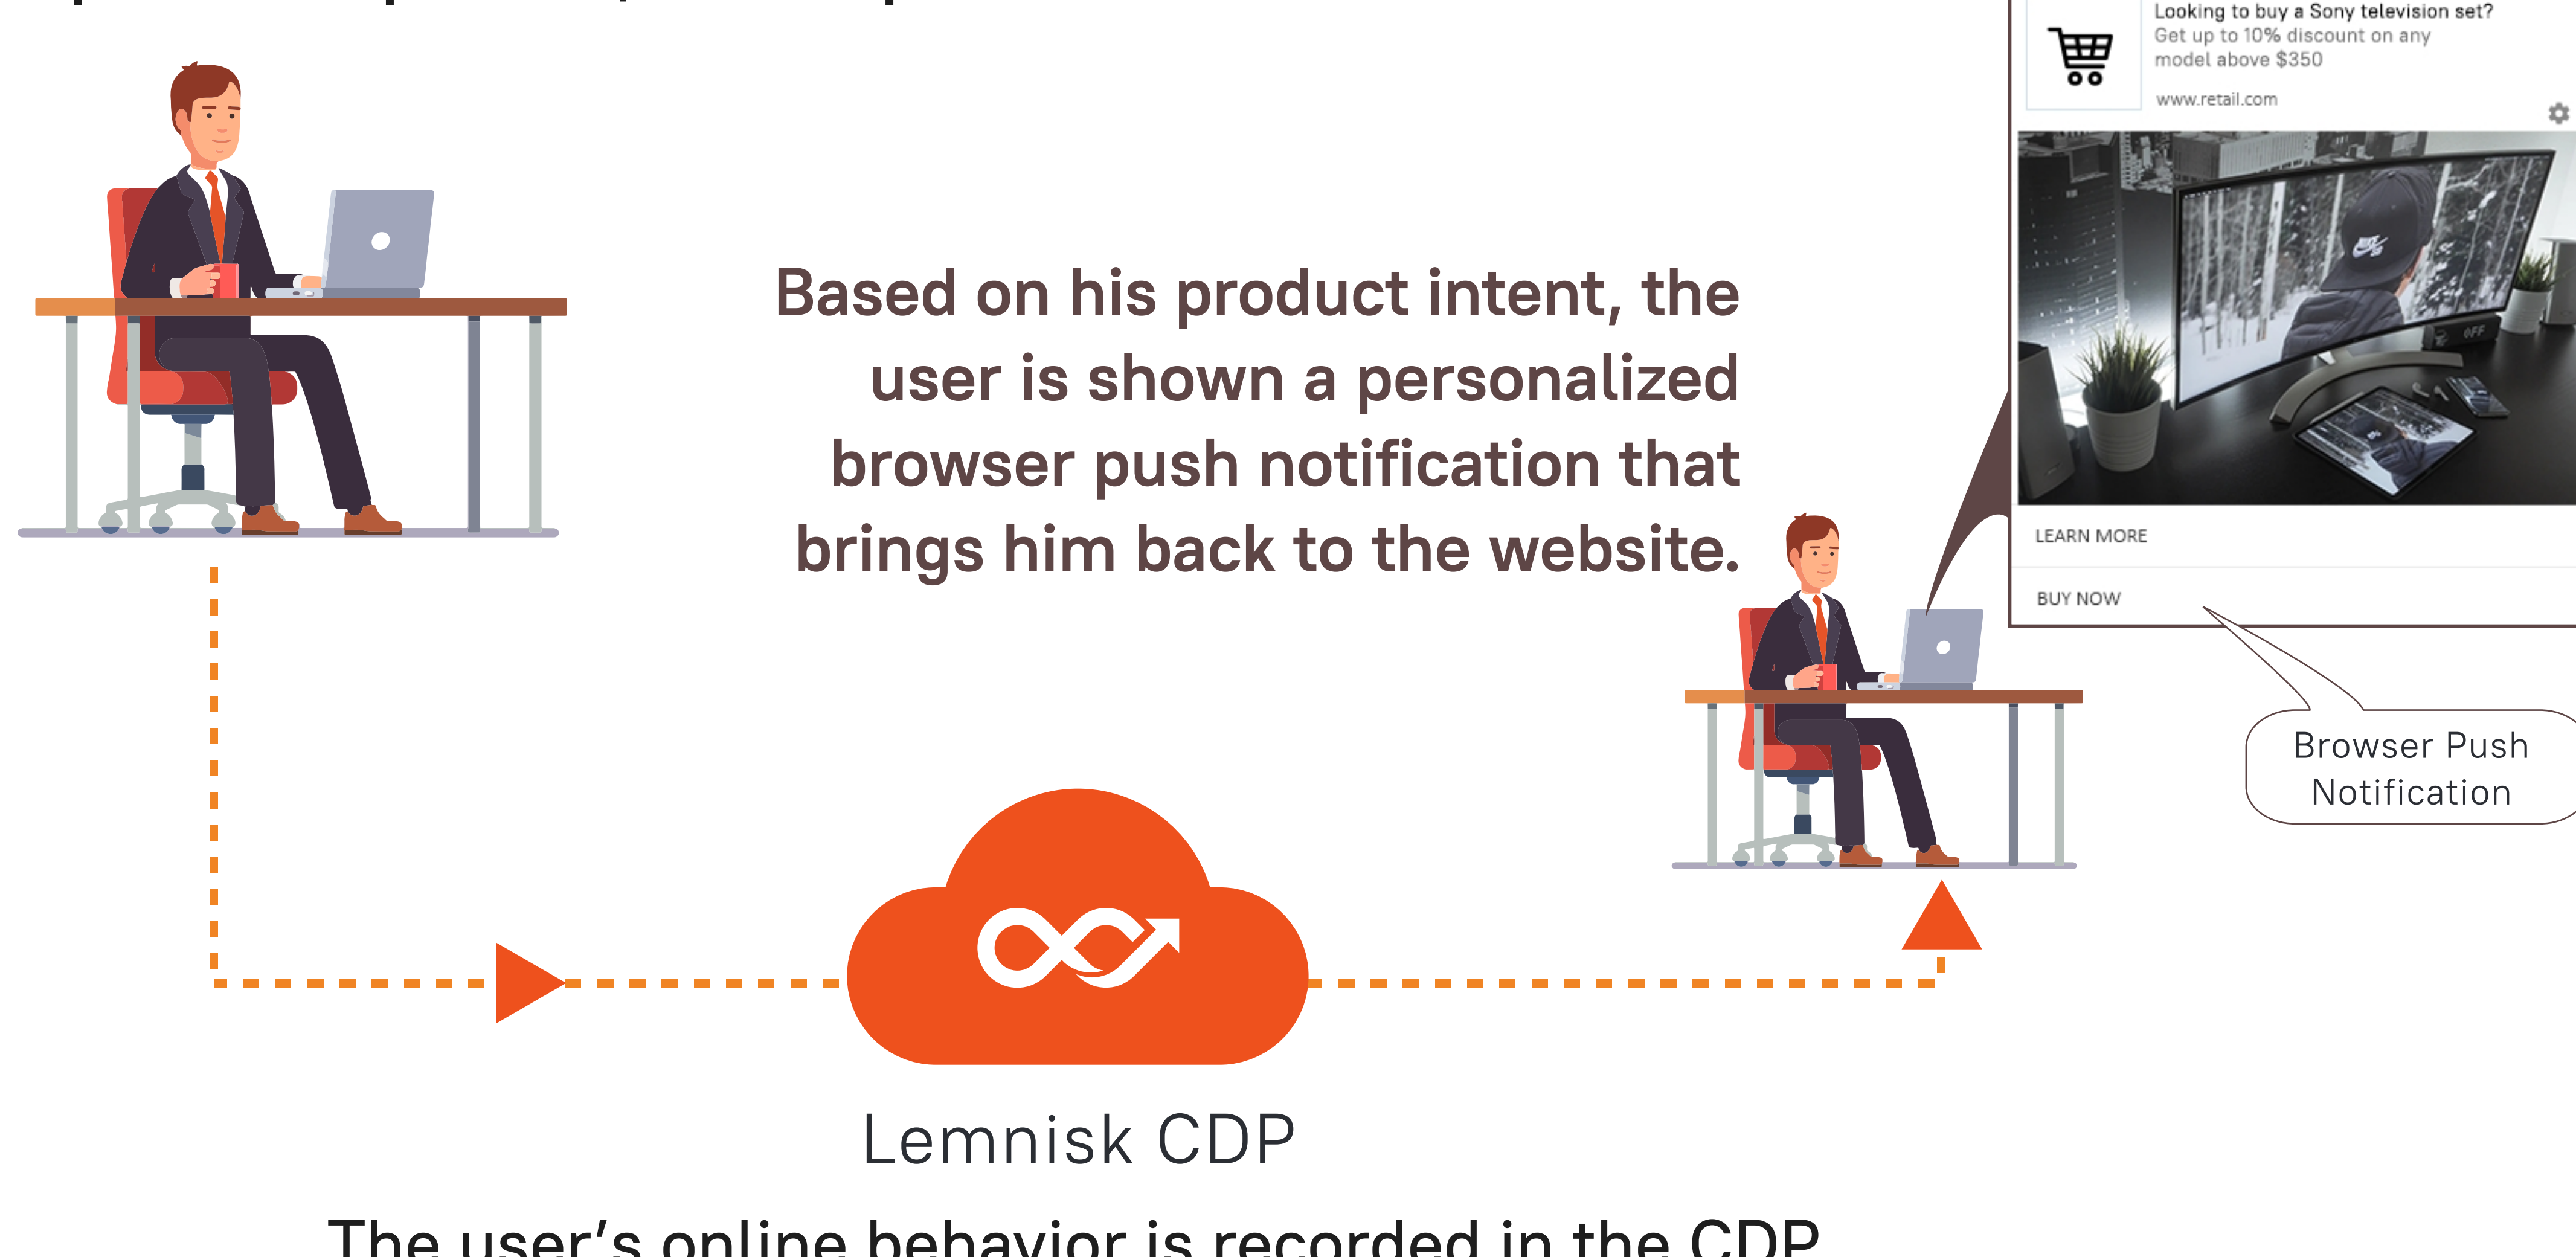 Looking to buy a Sony television set?
Get up to 10% discount on any
model above $350
www.retail.com
Based on his product intent, the
user is shown a personalized
browser push notification that
brings him back to the website.
OFF
LEARN MORE
BUY NOW
Browser Push
Notification
Lemnisk CDP
The user's online behavior is recorded in the CDP